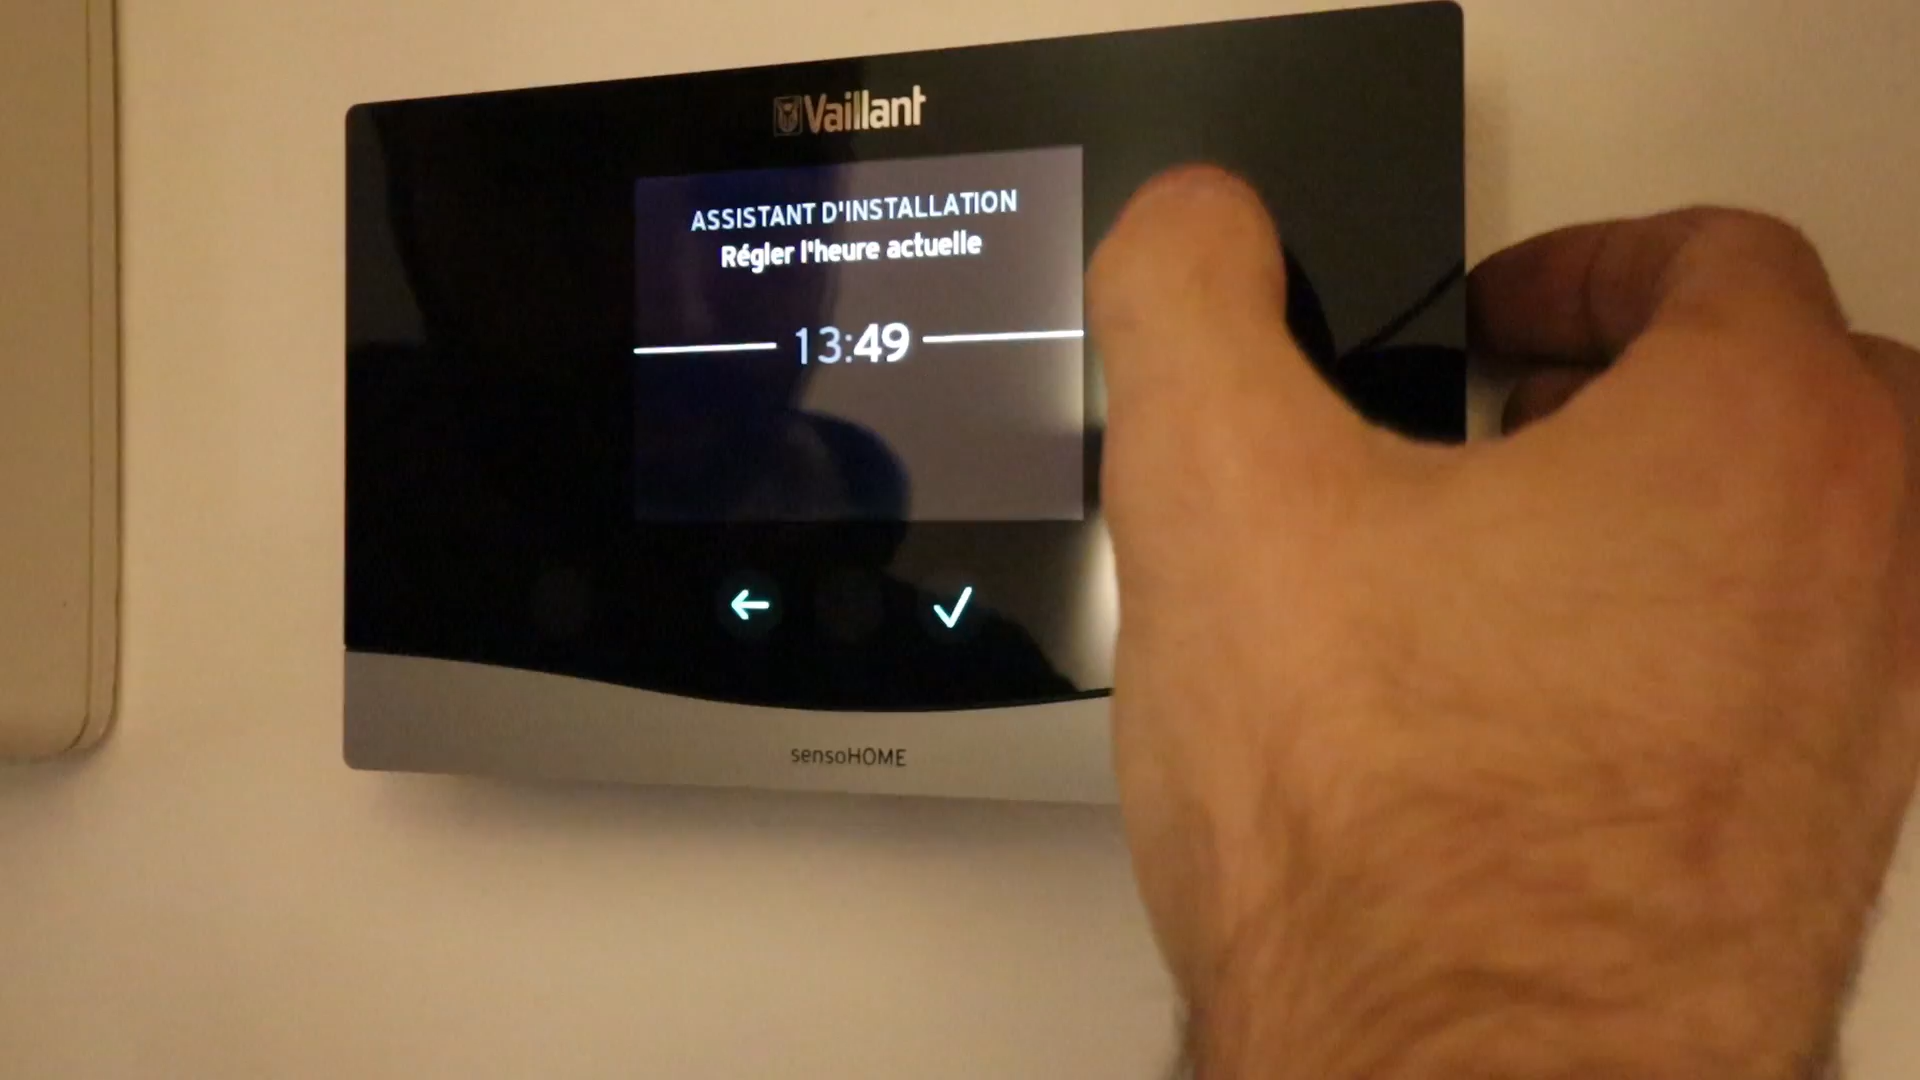 Vaillant
ASSISTANT D'INSTALLATION
Régler l'heure actuelle
13:49
sensoHOME